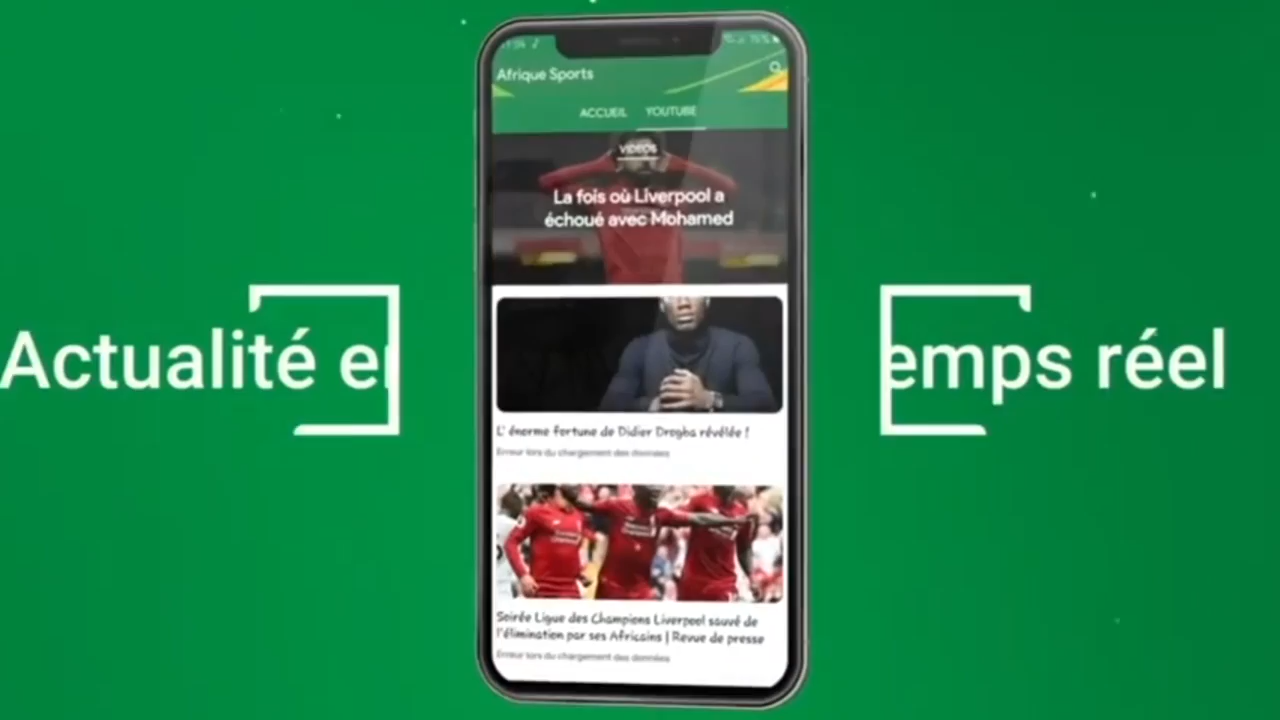 Afrique Sports
ACCUEIL YOUTUBE
VIDEOS
La fois où Liverpool a
échoué avec Mohamed
L' énorme fortune de Didier Drogba révélée !
Erreur lors du chargement des données
Soirée Ligue des Champions Liverpool sauvé de
l'élimination par ses Africains | Revue de presse
Erreur lors du chargement des données
Actualité e
emps réel